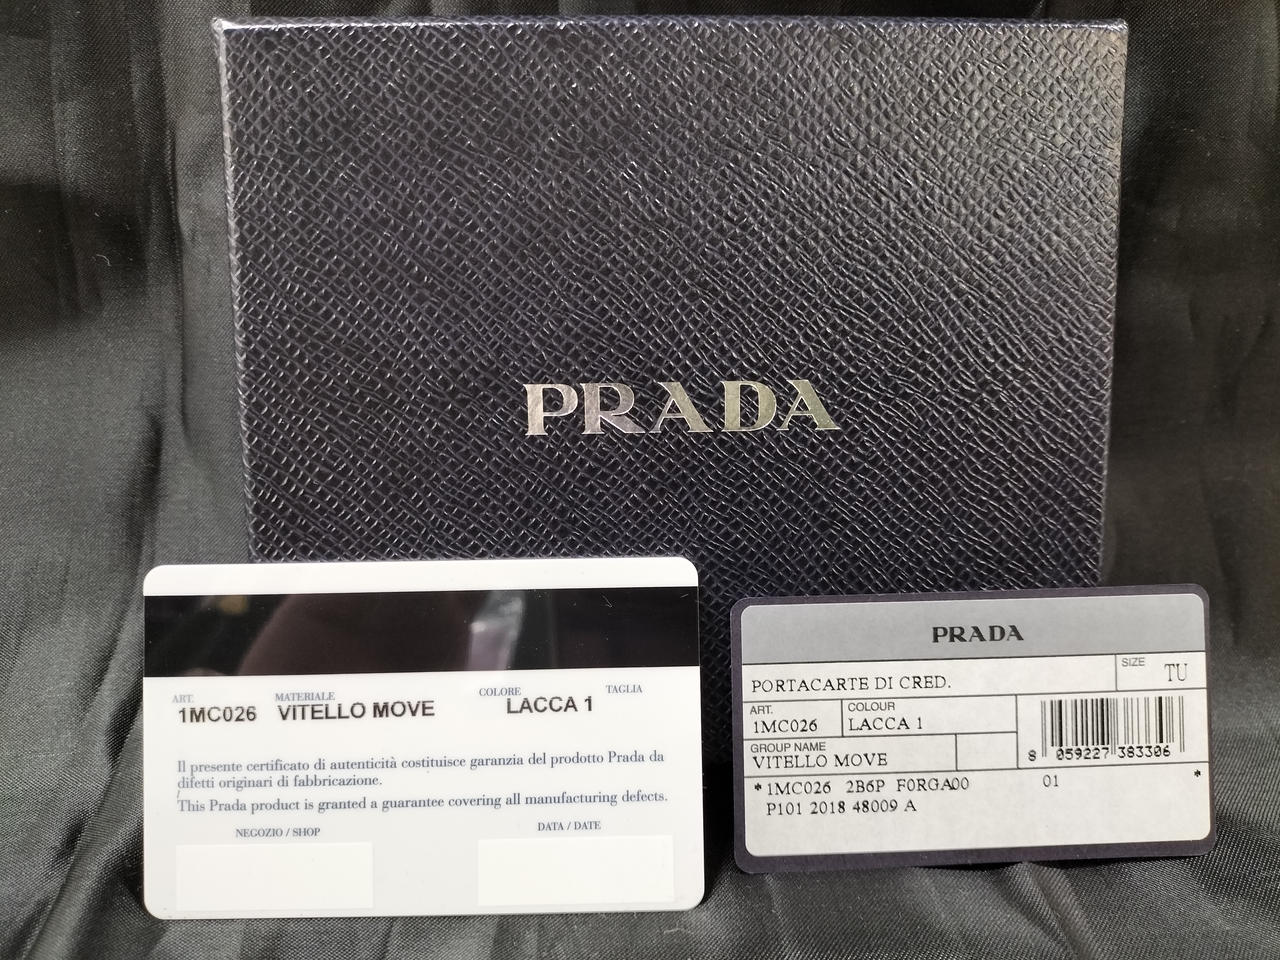 PRADA
ART. MATERIALE COLORE TAGLIA
1MC026 VITELLO MOVE LACCA 1
Il presente certificato di autenticità costituisce garanzia del prodotto Prada da
difetti originari di fabbricazione.
This Prada product is granted a guarantee covering all manufacturing defects.
NEGOZIO / SHOP DATA / DATE
PRADA
PORTACARTE DI CRED. SIZE TU
ART. COLOUR
1MC026 LACCA 1
GROUP NAME
VITELLO MOVE
8 059227 383306
*1MC026 2B6P F0RGA00 01 *
P101 2018 48009 A